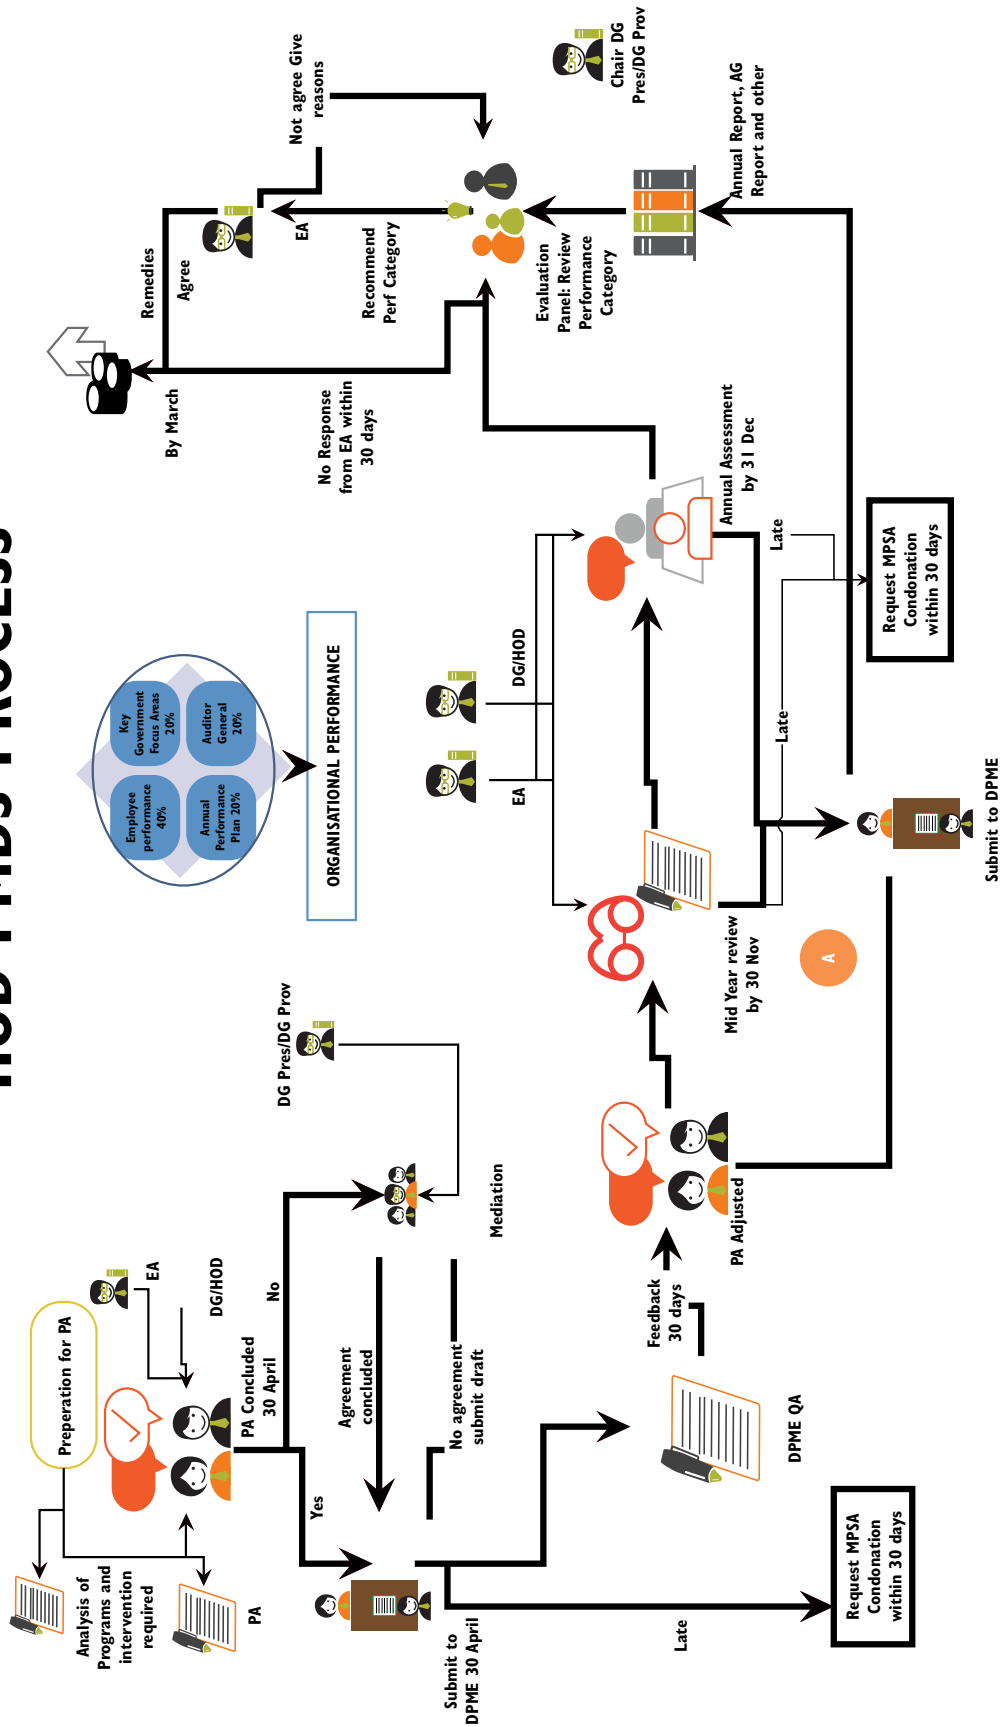 HOD PMDS PROCESS
Preperation for PA
Analysis of
Programs and
intervention
required
PA
EA
DG/HOD
PA Concluded
30 April
Yes
No
Submit to
DPME 30 April
Late
Request MPSA
Condonation
within 30 days
Agreement
concluded
No agreement
submit draft
Mediation
DG Pres/DG Prov
DPME QA
Feedback
30 days
PA Adjusted
Employee
performance
40%
Key
Government
Focus Areas
20%
Annual
Performance
Plan 20%
Auditor
General
20%
ORGANISATIONAL PERFORMANCE
EA
DG/HOD
Mid Year review
by 30 Nov
A
Late
Submit to DPME
Annual Assessment
by 31 Dec
Late
Request MPSA
Condonation
within 30 days
By March
No Response
from EA within
30 days
Remedies
Agree
EA
Recommend
Perf Category
Not agree Give
reasons
Evaluation
Panel: Review
Performance
Category
Chair DG
Pres/DG Prov
Annual Report, AG
Report and other